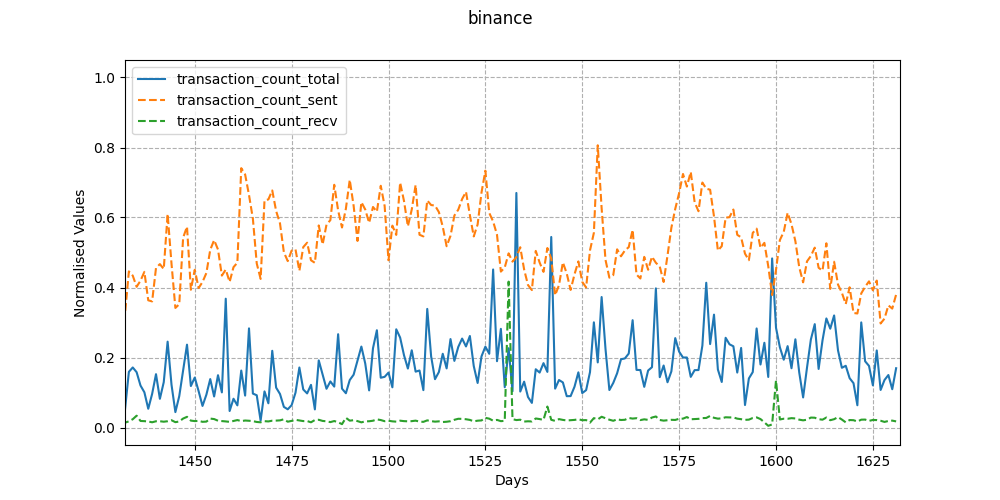 binance
transaction_count_total
transaction_count_sent
transaction_count_recv
Normalised Values
1.0
0.8
0.6
0.4
0.2
0.0
1450 1475 1500 1525 1550 1575 1600 1625
Days